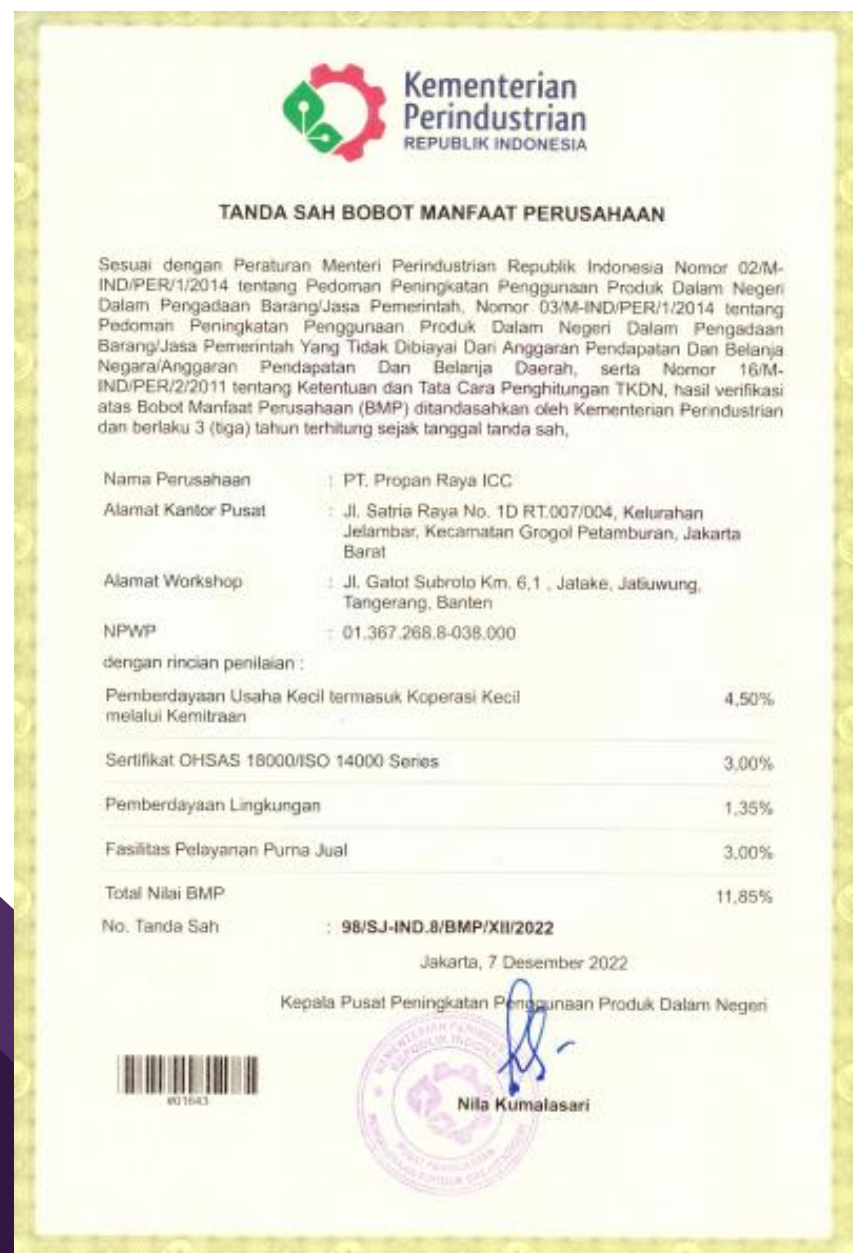 Kementerian
Perindustrian
REPUBLIK INDONESIA
TANDA SAH BOBOT MANFAAT PERUSAHAAN
Sesuai dengan Peraturan Menteri Perindustrian Republik Indonesia Nomor 02/M-
IND/PER/1/2014 tentang Pedoman Peningkatan Penggunaan Produk Dalam Negeri
Dalam Pengadaan Barang/Jasa Pemerintah, Nomor 03/M-IND/PER/1/2014 tentang
Pedoman Peningkatan Penggunaan Produk Dalam Negeri Dalam Pengadaan
Barang/Jasa Pemerintah Yang Tidak Dibiayai Dari Anggaran Pendapatan Dan Belanja
Negara/Anggaran Pendapatan Dan Belanja Daerah, serta Nomor 16/M-
IND/PER/2/2011 tentang Ketentuan dan Tata Cara Penghitungan TKDN, hasil verifikasi
atas Bobot Manfaat Perusahaan (BMP) ditandasahkan oleh Kementerian Perindustrian
dan berlaku 3 (tiga) tahun terhitung sejak tanggal tanda sah,
Nama Perusahaan : PT. Propan Raya ICC
Alamat Kantor Pusat : Jl. Satria Raya No. 1D RT.007/004, Kelurahan
Jelambar, Kecamatan Grogol Petamburan, Jakarta
Barat
Alamat Workshop : Jl. Gatot Subroto Km. 6,1 , Jatake, Jatiuwung,
Tangerang, Banten
NPWP : 01.367.268.8-038.000
dengan rincian penilaian :
Pemberdayaan Usaha Kecil termasuk Koperasi Kecil 4,50%
melalui Kemitraan
Sertifikat OHSAS 18000/ISO 14000 Series 3,00%
Pemberdayaan Lingkungan 1,35%
Fasilitas Pelayanan Purna Jual 3,00%
Total Nilai BMP 11,85%
No. Tanda Sah : 98/SJ-IND.8/BMP/XII/2022
Jakarta, 7 Desember 2022
Kepala Pusat Peningkatan Penggunaan Produk Dalam Negeri
KEMENTERIAN PERINDUSTRIAN
REPUBLIK INDONESIA
Nila Kumalasari